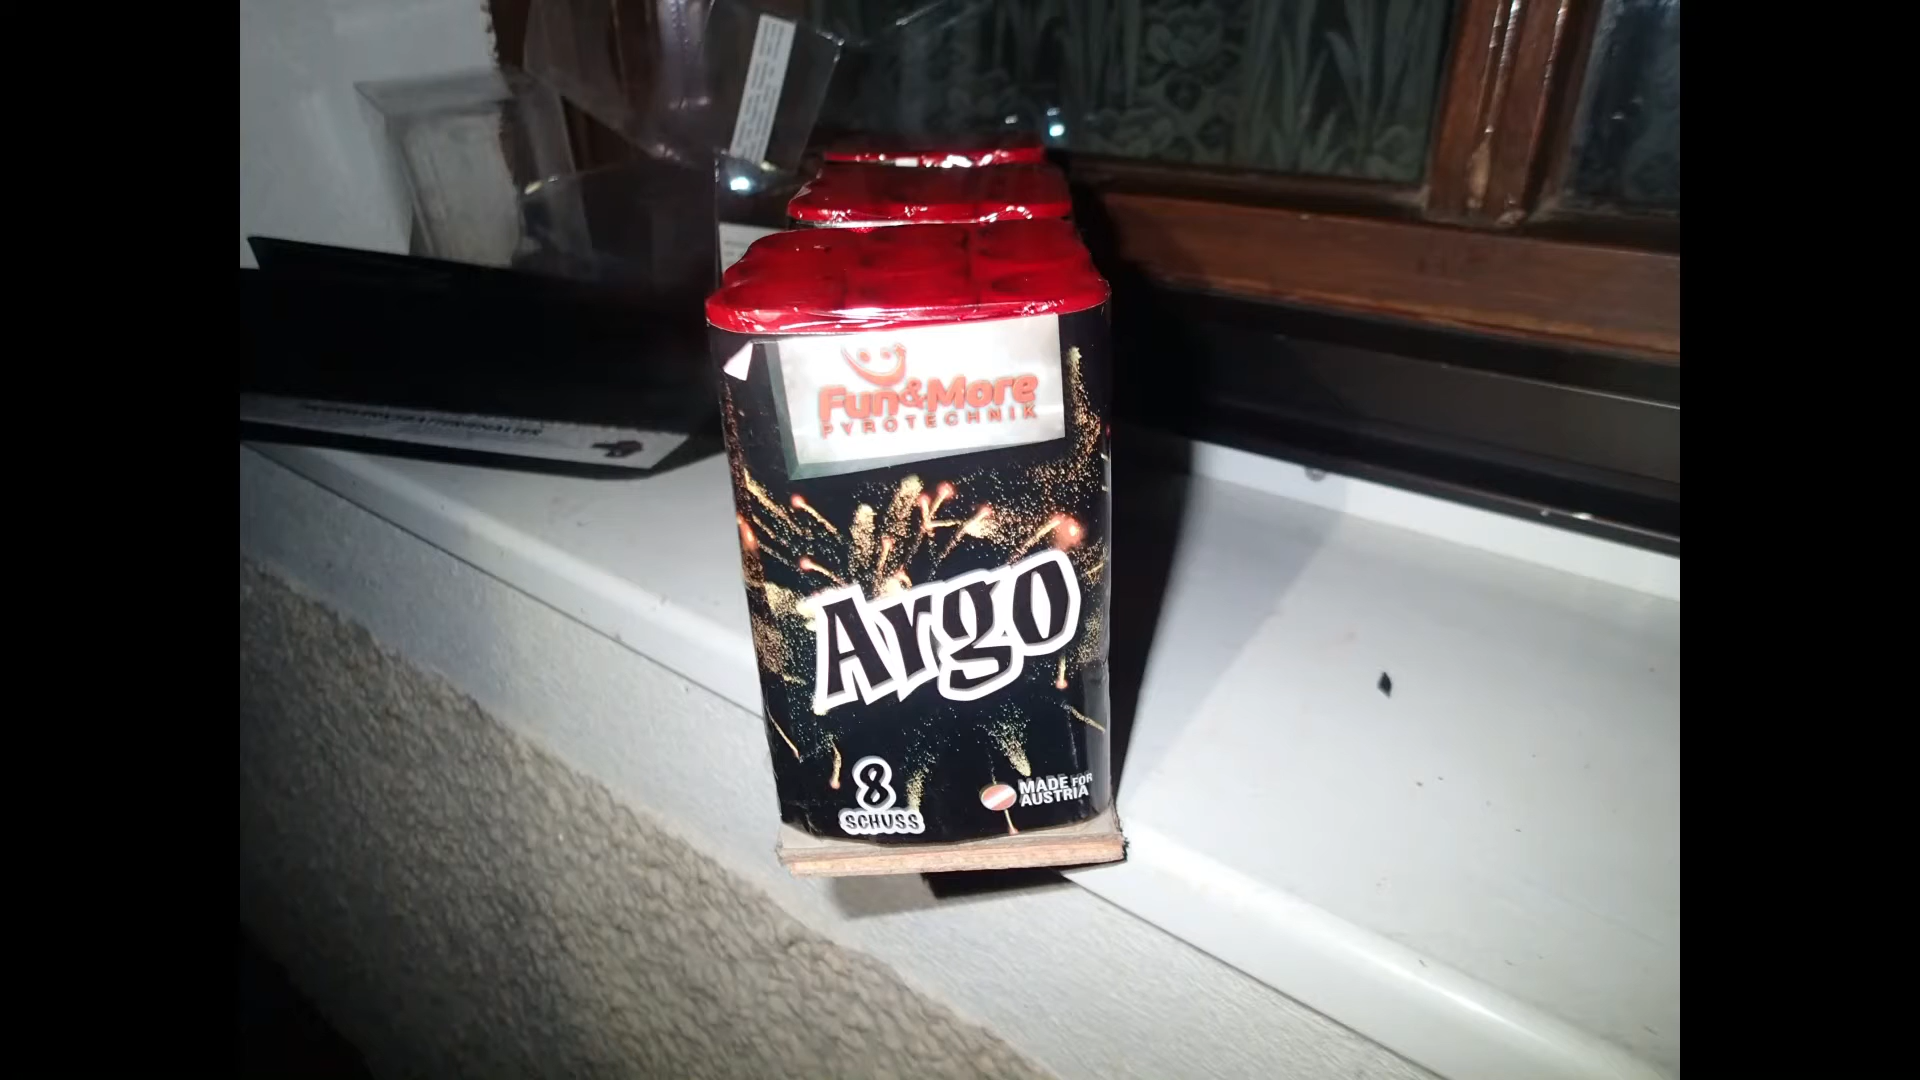 Fun&More
PYROTECHNIK
Argo
8
SCHUSS
MADE FOR
AUSTRIA